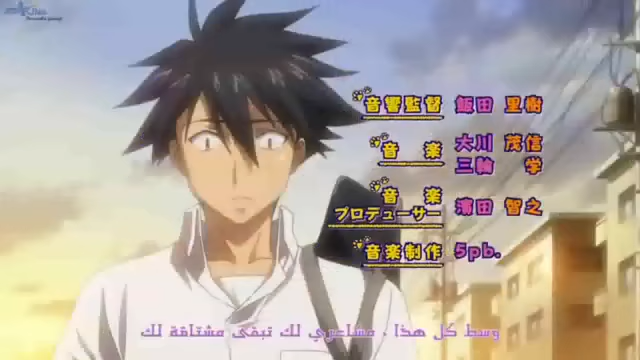 音響監督 飯田 里樹
音 楽 大川 茂信
三輪 学
音 楽
プロデューサー 濱田 智之
音楽制作 5pb.
وسط كل هذا ، مشاعري لك تبقى مشتاقة لك